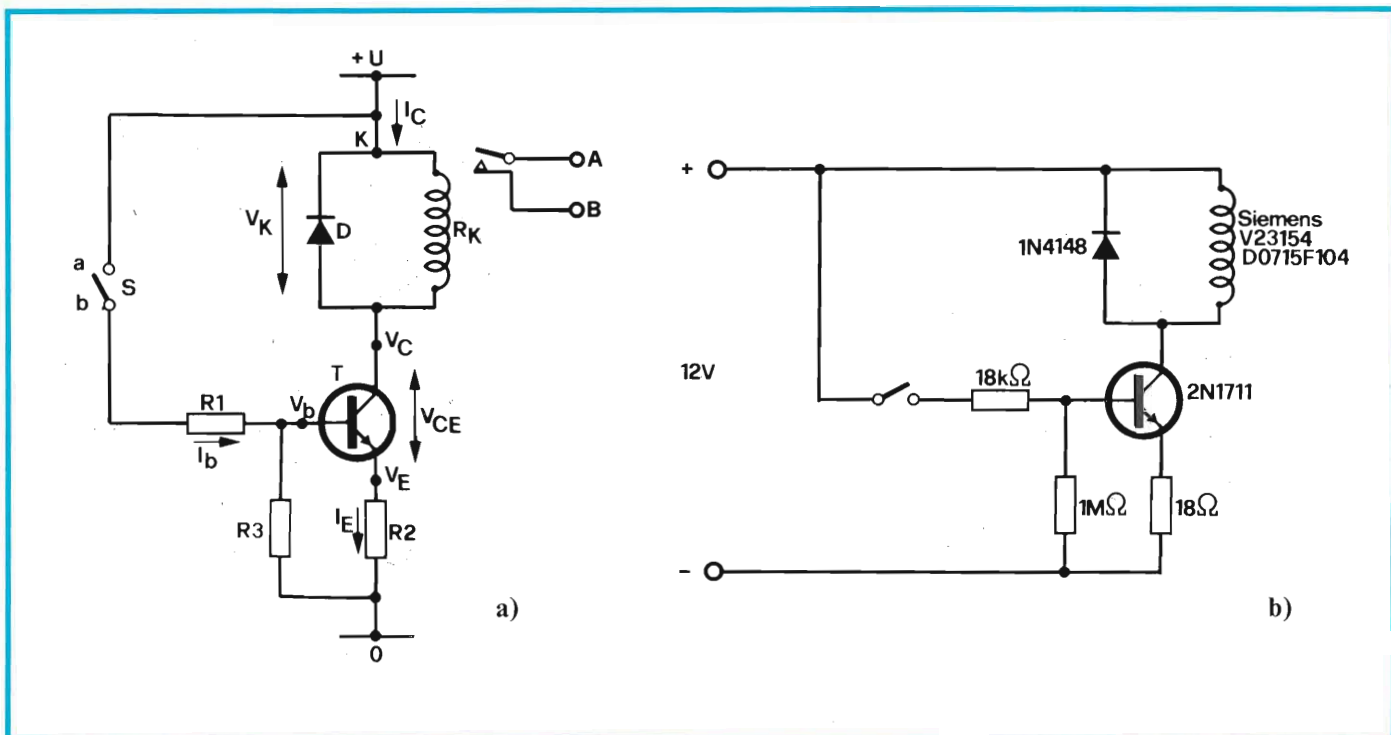 + U
I_C
K
A
B
V_K
D
R_K
a
b
S
V_C
T
R1
V_b
V_CE
I_b
V_E
R3
I_E
R2
0
a)
+
Siemens
V23154
D0715F104
1N4148
12V
18kΩ
2N1711
1MΩ
18Ω
-
b)